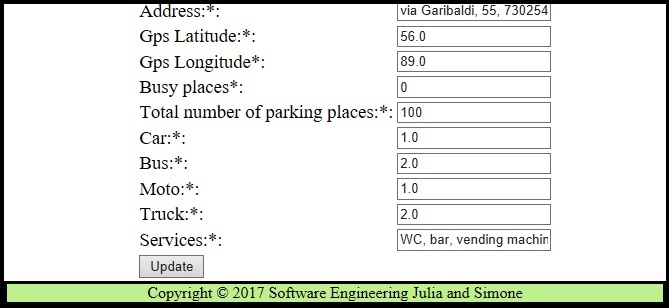 Address:*: via Garibaldi, 55, 730254
Gps Latitude:*: 56.0
Gps Longitude*: 89.0
Busy places*: 0
Total number of parking places:*: 100
Car:*: 1.0
Bus:*: 2.0
Moto:*: 1.0
Truck:*: 2.0
Services:*: WC, bar, vending machin
Update
Copyright © 2017 Software Engineering Julia and Simone